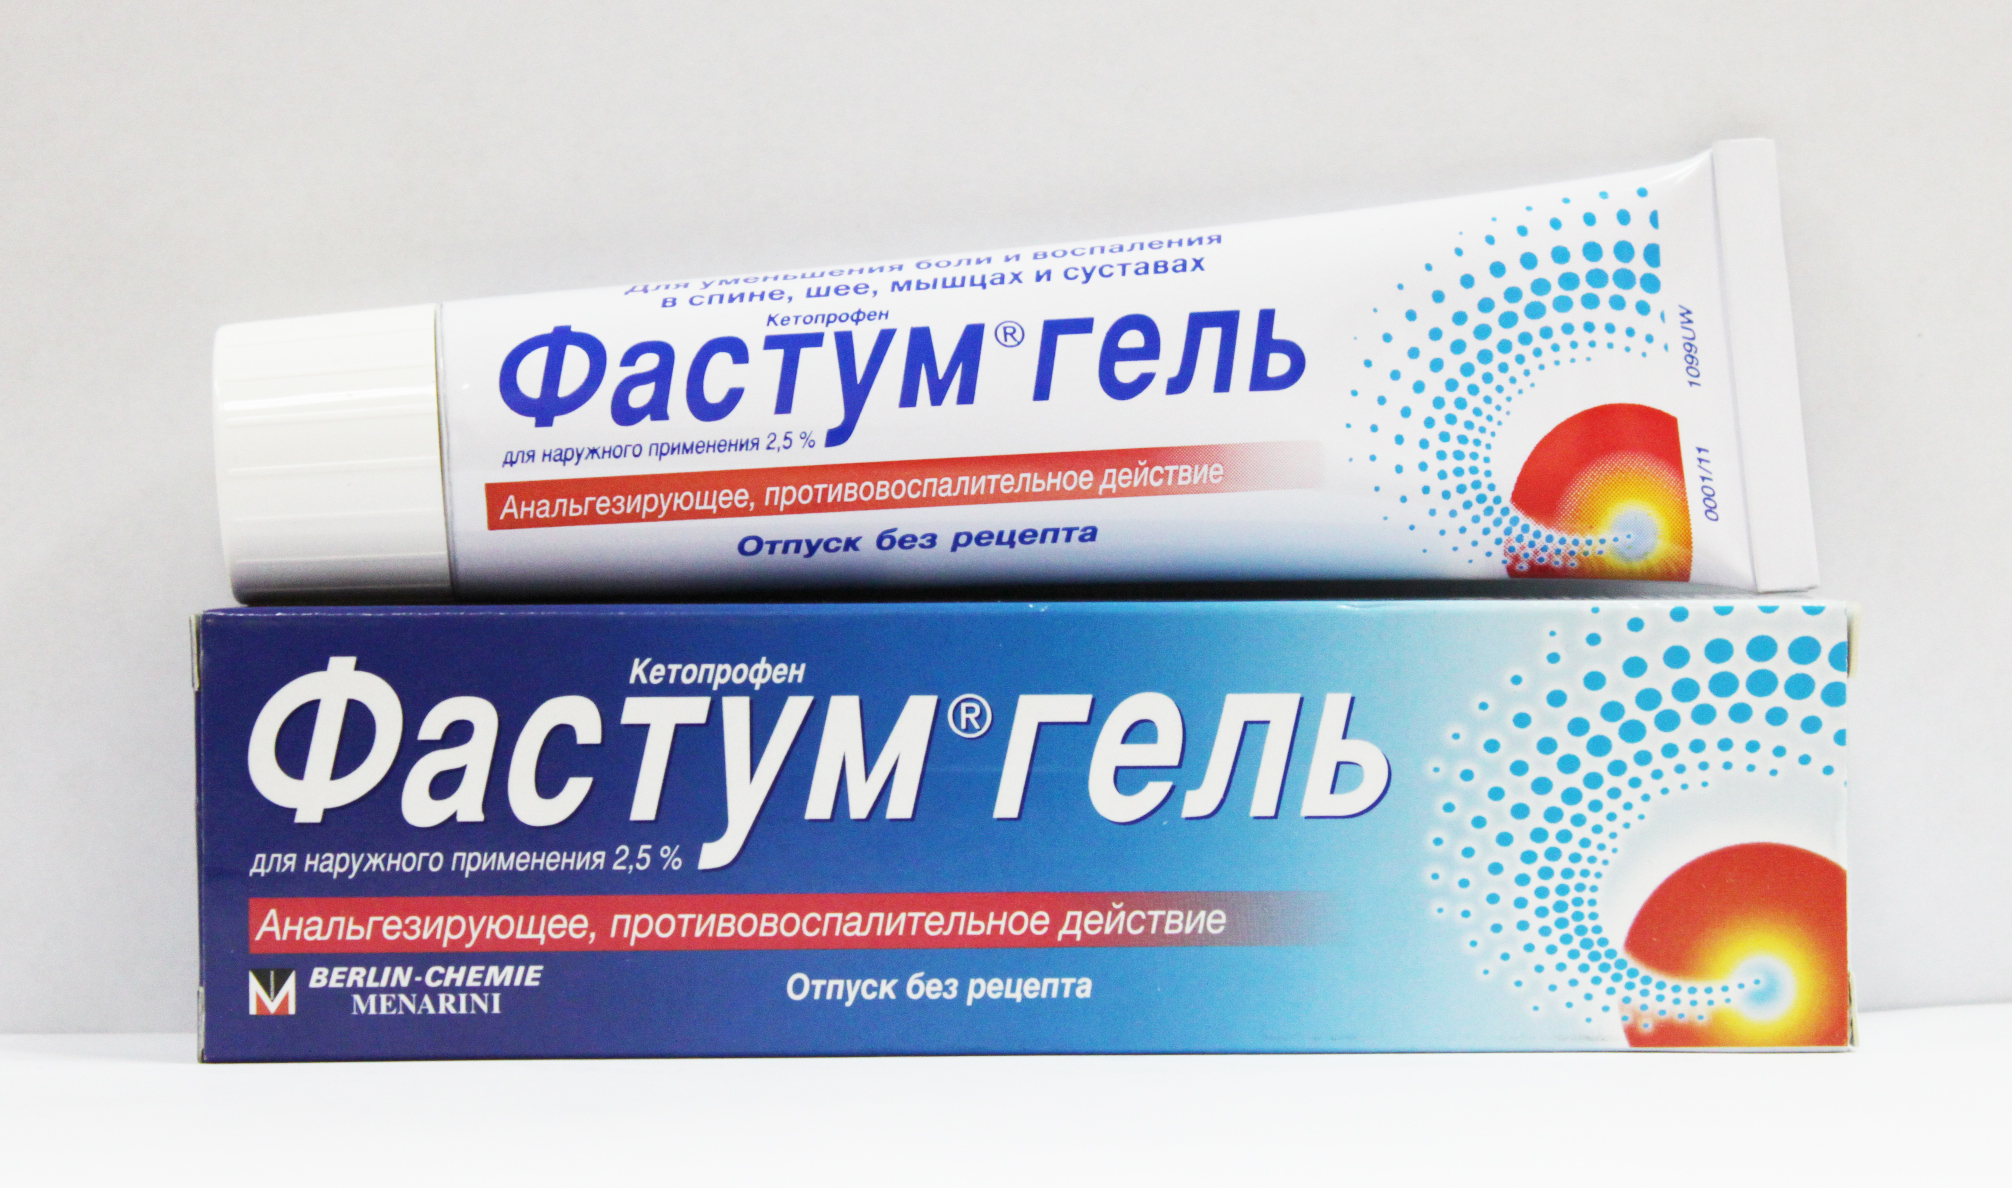 Для уменьшения боли и воспаления
в спине, шее, мышцах и суставах
Кетопрофен
Фастум® гель
для наружного применения 2,5 %
Анальгезирующее, противовоспалительное действие
Отпуск без рецепта
1099UW
0001/11
Кетопрофен
Фастум® гель
для наружного применения 2,5 %
Анальгезирующее, противовоспалительное действие
BERLIN-CHEMIE
MENARINI
Отпуск без рецепта